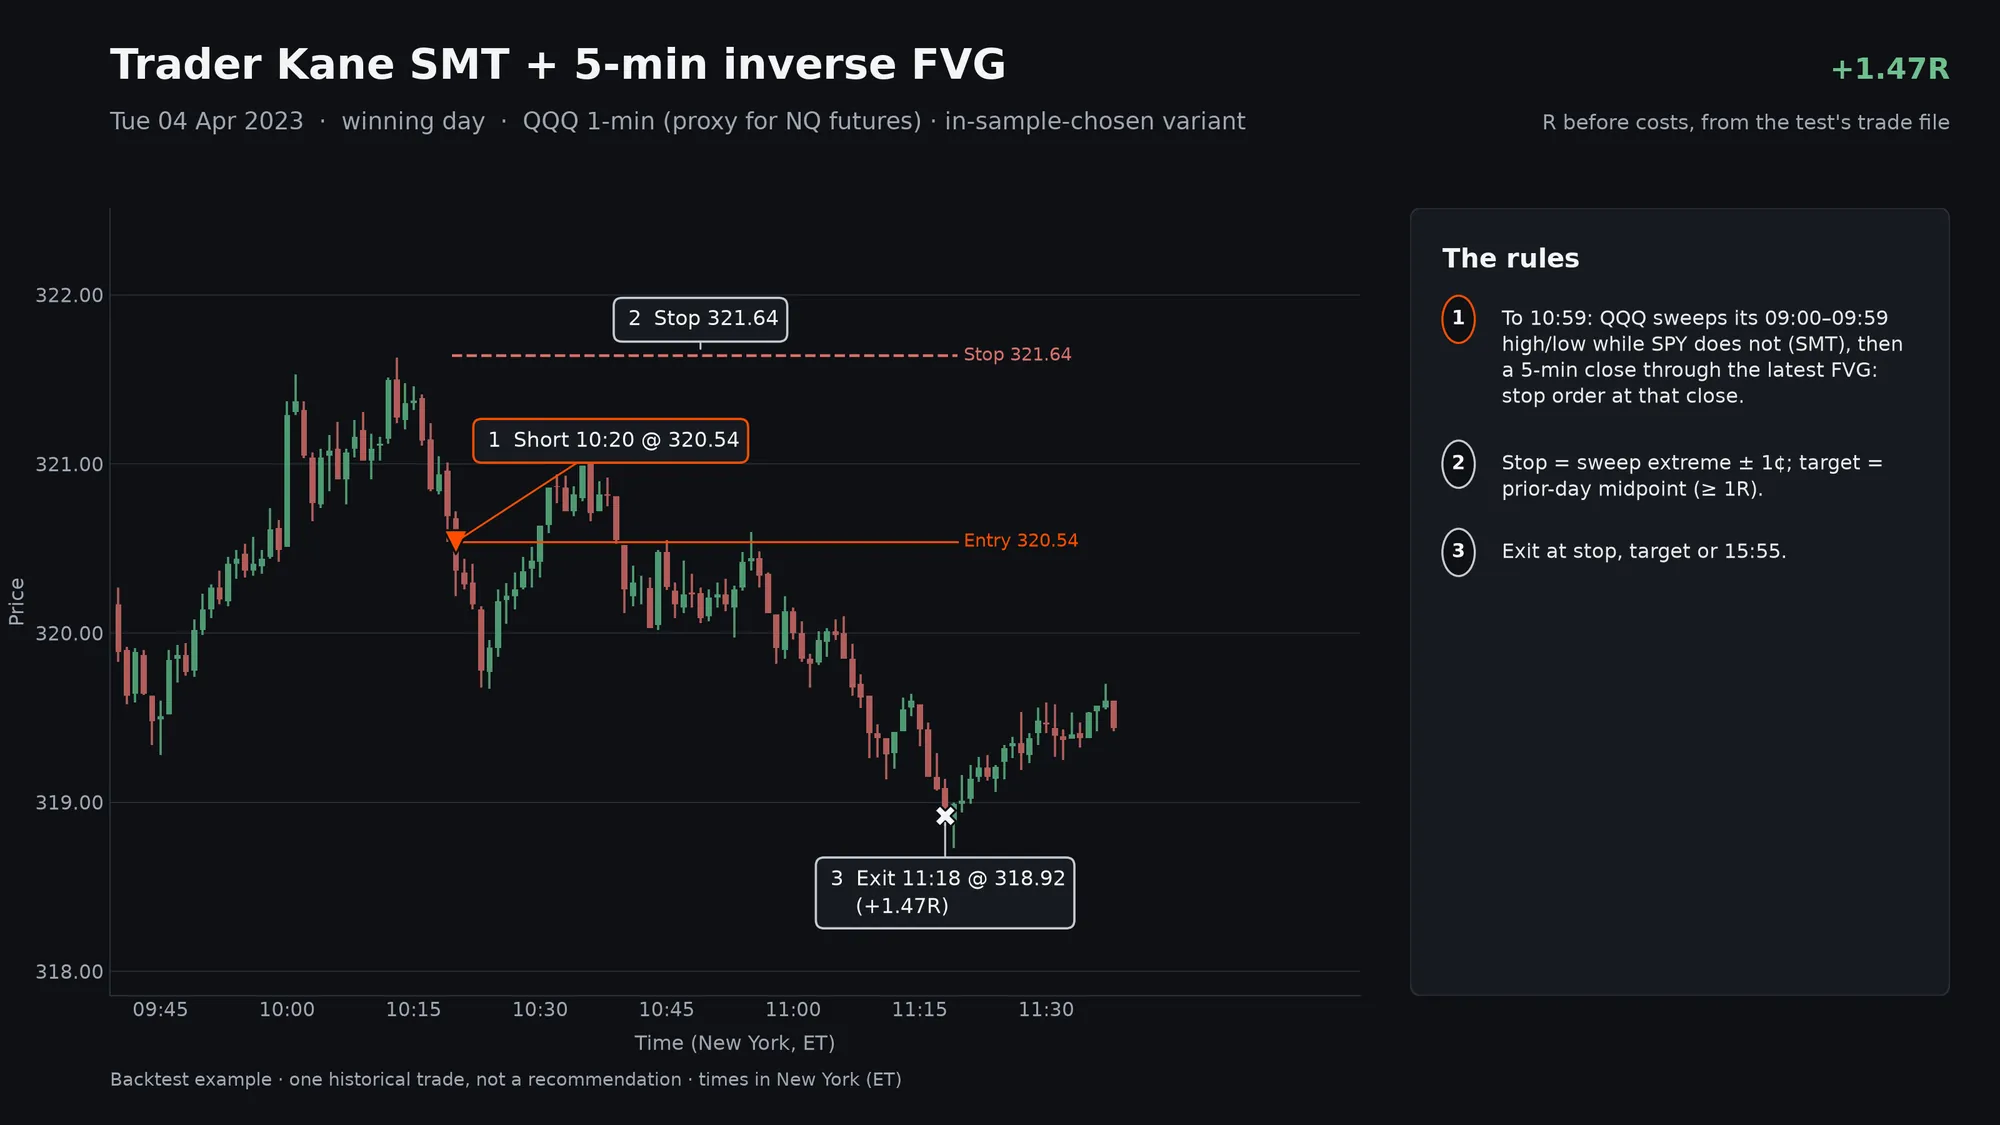 Trader Kane SMT + 5-min inverse FVG
+1.47R
Tue 04 Apr 2023 · winning day · QQQ 1-min (proxy for NQ futures) · in-sample-chosen variant
R before costs, from the test's trade file
322.00
321.00
320.00
319.00
318.00
Price
2 Stop 321.64
Stop 321.64
1 Short 10:20 @ 320.54
Entry 320.54
3 Exit 11:18 @ 318.92
(+1.47R)
09:45 10:00 10:15 10:30 10:45 11:00 11:15 11:30
Time (New York, ET)
The rules
1 To 10:59: QQQ sweeps its 09:00–09:59
high/low while SPY does not (SMT), then
a 5-min close through the latest FVG:
stop order at that close.
2 Stop = sweep extreme ± 1¢; target =
prior-day midpoint (≥ 1R).
3 Exit at stop, target or 15:55.
Backtest example · one historical trade, not a recommendation · times in New York (ET)